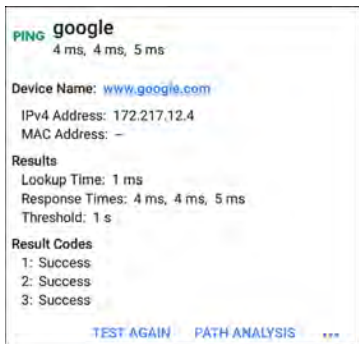 PING google
4 ms, 4 ms, 5 ms
Device Name: www.google.com
IPv4 Address: 172.217.12.4
MAC Address: --
Results
Lookup Time: 1 ms
Response Times: 4 ms, 4 ms, 5 ms
Threshold: 1 s
Result Codes
1: Success
2: Success
3: Success
TEST AGAIN PATH ANALYSIS ...